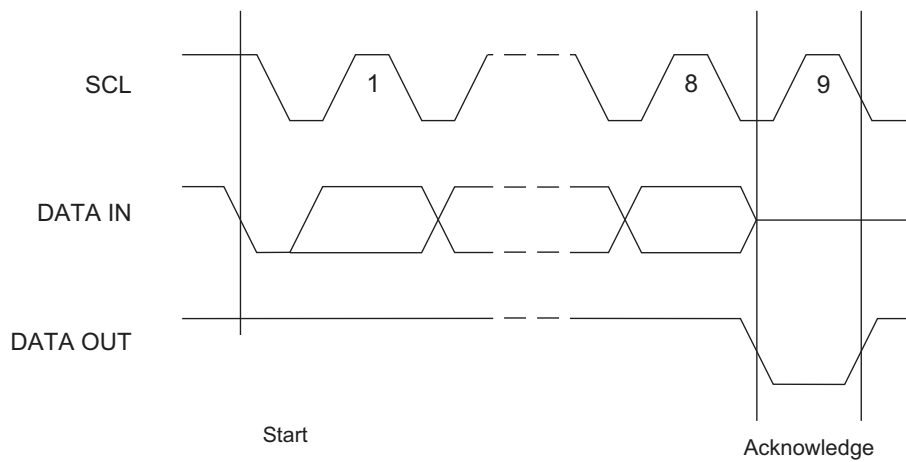 SCL
1
8
9
DATA IN
DATA OUT
Start
Acknowledge